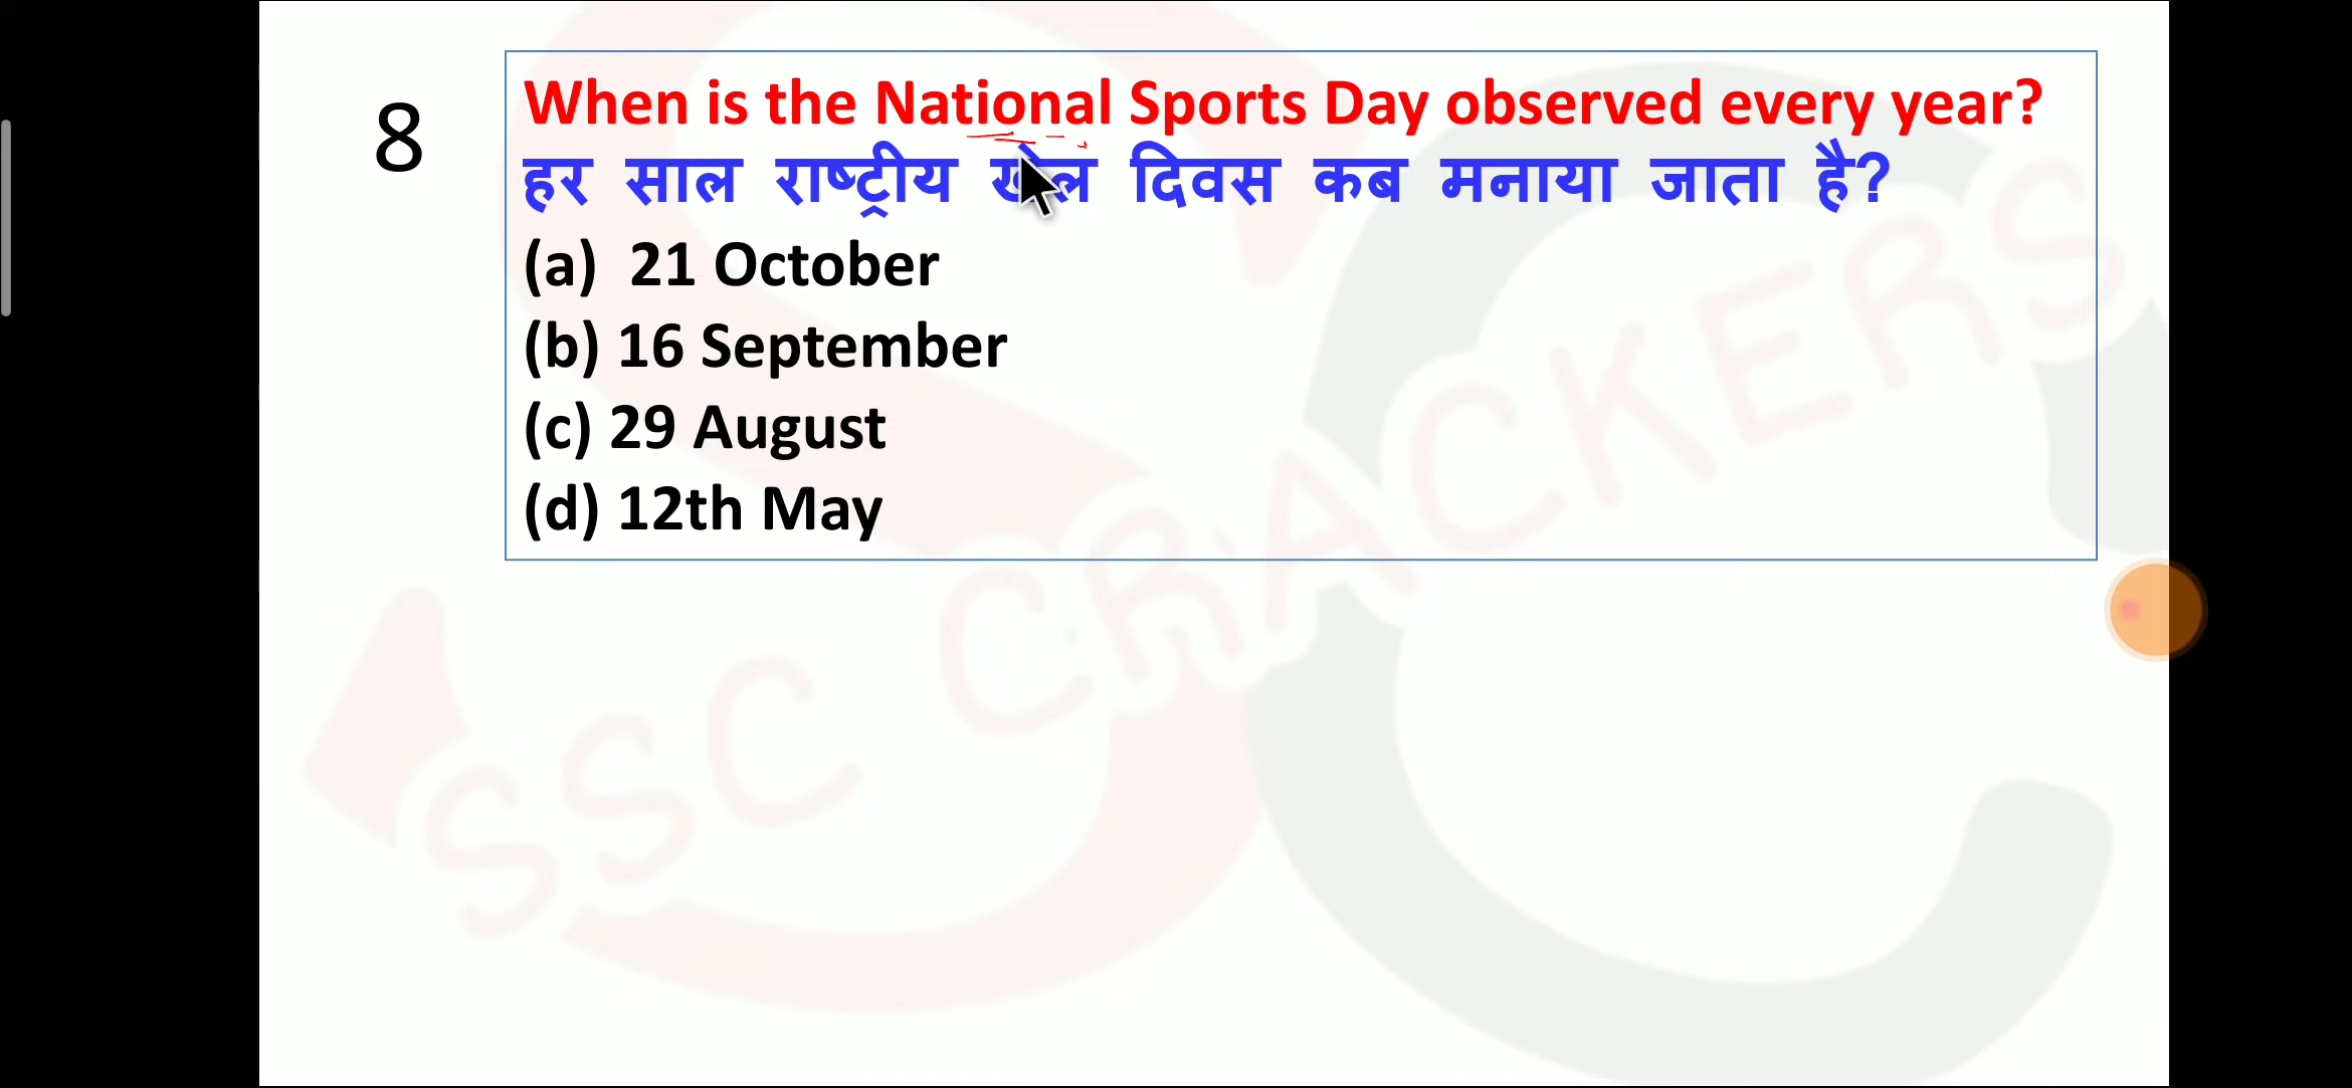 8
When is the National Sports Day observed every year?
हर साल राष्ट्रीय खेल दिवस कब मनाया जाता है?
(a) 21 October
(b) 16 September
(c) 29 August
(d) 12th May
SSC CRACKERS